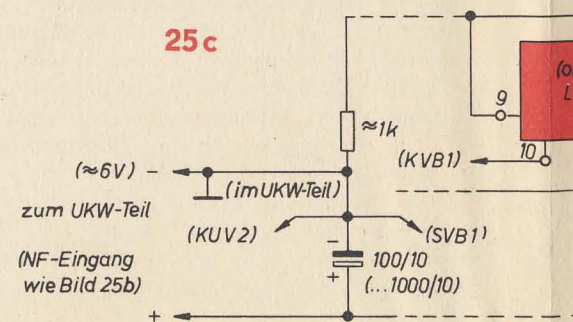 25c
(o
L
9
≈1k
10
(KVB1)
(≈6V) -
(im UKW-Teil)
zum UKW-Teil
(KUV2)
(SVB1)
-
100/10
(NF-Eingang
wie Bild 25b)
+
(...1000/10)
+